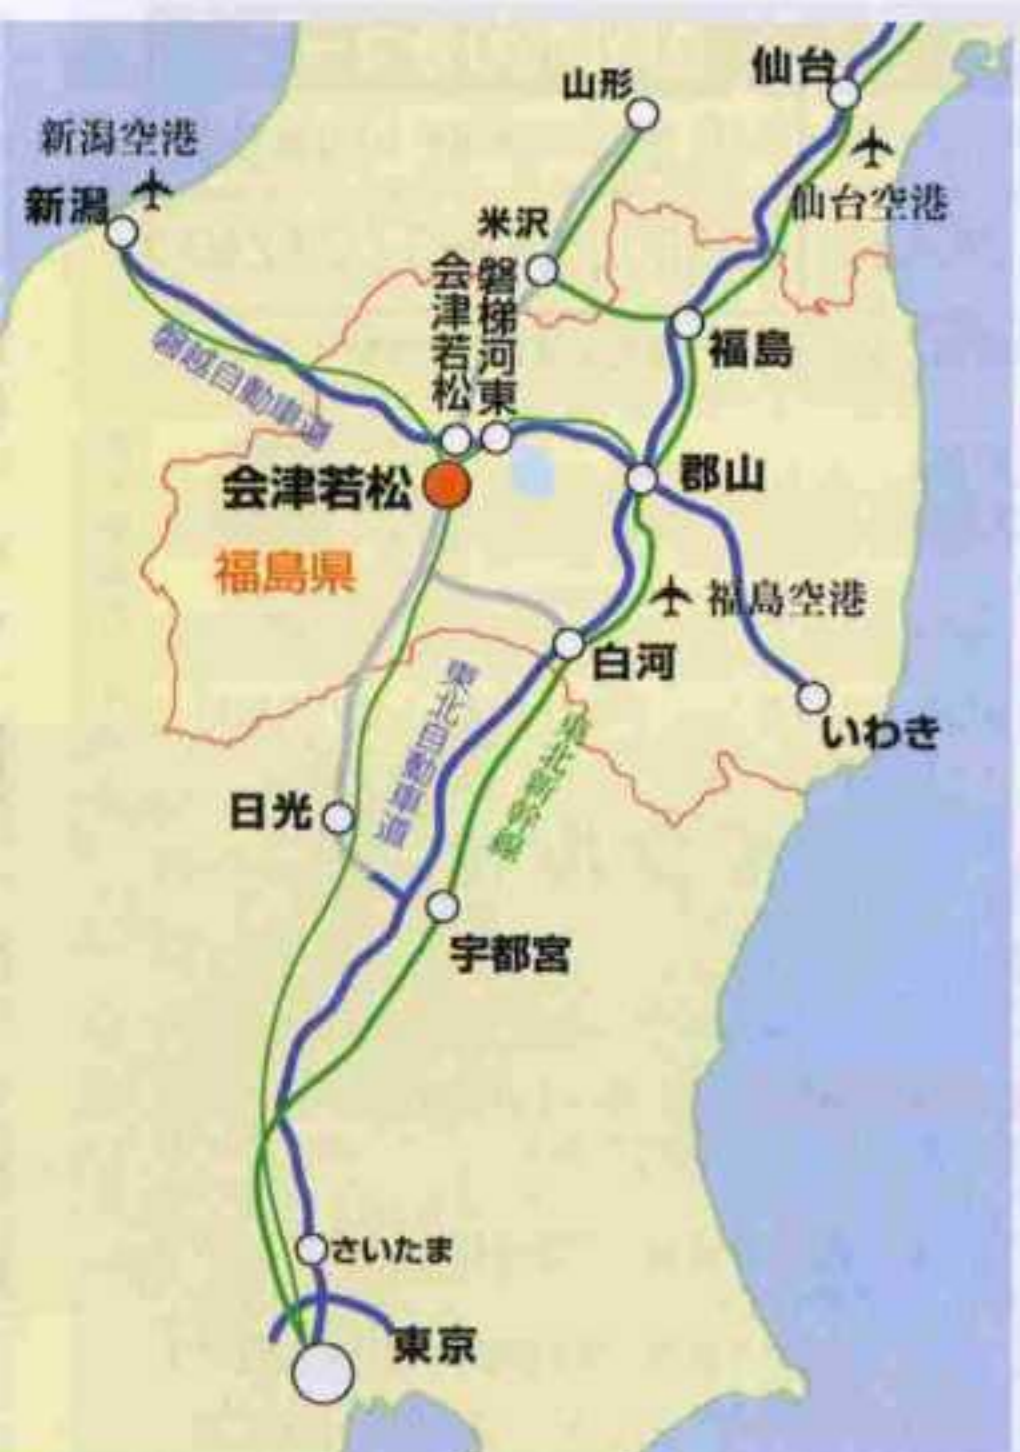 仙台
山形
新潟空港
新潟
仙台空港
米沢
会津若松
磐梯河東
福島
磐越自動車道
会津若松
郡山
福島県
福島空港
白河
東北自動車道
東北新幹線
いわき
日光
宇都宮
さいたま
東京